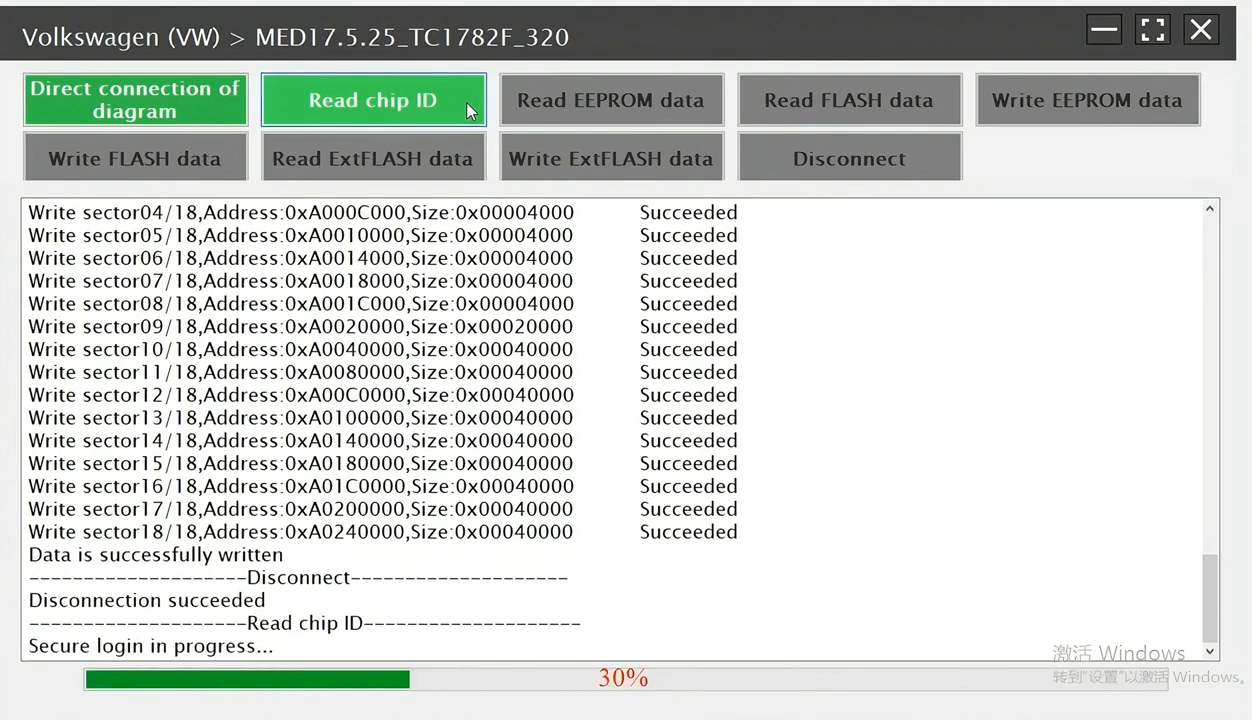 Volkswagen (VW) > MED17.5.25_TC1782F_320
Direct connection of
diagram
Read chip ID
Read EEPROM data
Read FLASH data
Write EEPROM data
Write FLASH data
Read ExtFLASH data
Write ExtFLASH data
Disconnect
Write sector04/18,Address:0xA000C000,Size:0x00004000 Succeeded
Write sector05/18,Address:0xA0010000,Size:0x00004000 Succeeded
Write sector06/18,Address:0xA0014000,Size:0x00004000 Succeeded
Write sector07/18,Address:0xA0018000,Size:0x00004000 Succeeded
Write sector08/18,Address:0xA001C000,Size:0x00004000 Succeeded
Write sector09/18,Address:0xA0020000,Size:0x00020000 Succeeded
Write sector10/18,Address:0xA0040000,Size:0x00040000 Succeeded
Write sector11/18,Address:0xA0080000,Size:0x00040000 Succeeded
Write sector12/18,Address:0xA00C0000,Size:0x00040000 Succeeded
Write sector13/18,Address:0xA0100000,Size:0x00040000 Succeeded
Write sector14/18,Address:0xA0140000,Size:0x00040000 Succeeded
Write sector15/18,Address:0xA0180000,Size:0x00040000 Succeeded
Write sector16/18,Address:0xA01C0000,Size:0x00040000 Succeeded
Write sector17/18,Address:0xA0200000,Size:0x00040000 Succeeded
Write sector18/18,Address:0xA0240000,Size:0x00040000 Succeeded
Data is successfully written
--------------------Disconnect--------------------
Disconnection succeeded
--------------------Read chip ID--------------------
Secure login in progress...
激活 Windows
转到"设置"以激活 Windows。
30%